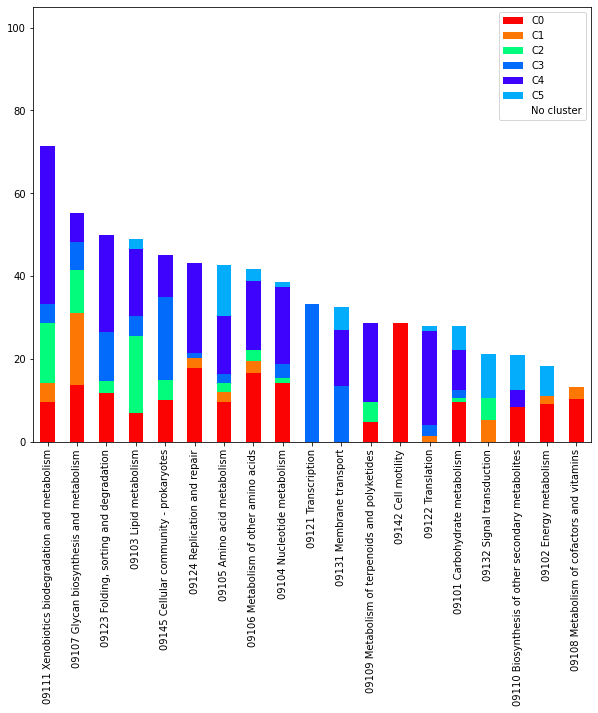 100
80
60
40
20
0
C0
C1
C2
C3
C4
C5
No cluster
09111 Xenobiotics biodegradation and metabolism
09107 Glycan biosynthesis and metabolism
09123 Folding, sorting and degradation
09103 Lipid metabolism
09145 Cellular community - prokaryotes
09124 Replication and repair
09105 Amino acid metabolism
09106 Metabolism of other amino acids
09104 Nucleotide metabolism
09121 Transcription
09131 Membrane transport
09109 Metabolism of terpenoids and polyketides
09142 Cell motility
09122 Translation
09101 Carbohydrate metabolism
09132 Signal transduction
09110 Biosynthesis of other secondary metabolites
09102 Energy metabolism
09108 Metabolism of cofactors and vitamins